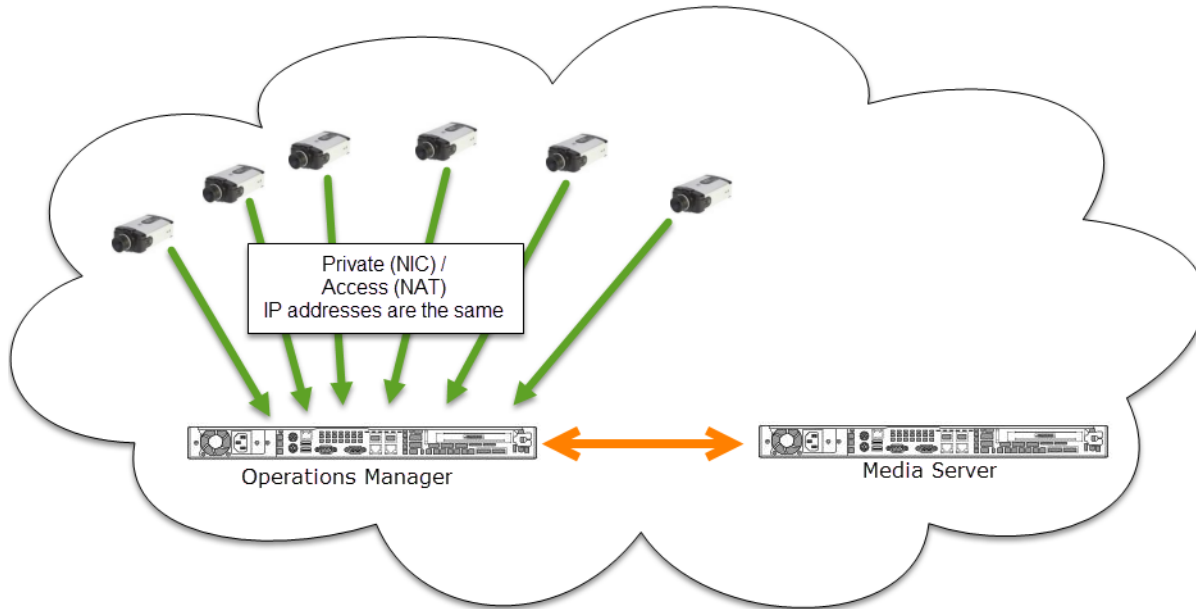 Private (NIC) /
Access (NAT)
IP addresses are the same
Operations Manager
Media Server